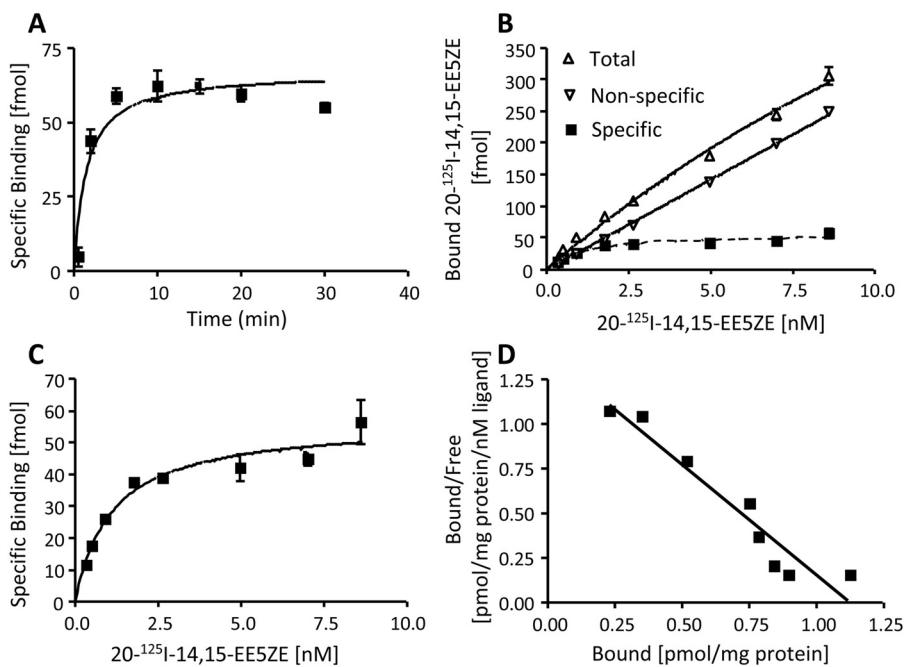 A
Specific Binding [fmol]
75
50
25
0
0 10 20 30 40
Time (min)
B
Bound 20-¹²⁵I-14,15-EE5ZE
[fmol]
350
300
250
200
150
100
50
0
Total
Non-specific
Specific
0.0 2.5 5.0 7.5 10.0
20-¹²⁵I-14,15-EE5ZE [nM]
C
Specific Binding [fmol]
70
60
50
40
30
20
10
0
0.0 2.5 5.0 7.5 10.0
20-¹²⁵I-14,15-EE5ZE [nM]
D
Bound/Free
[pmol/mg protein/nM ligand]
1.25
1.00
0.75
0.50
0.25
0.00
0.00 0.25 0.50 0.75 1.00 1.25
Bound [pmol/mg protein]